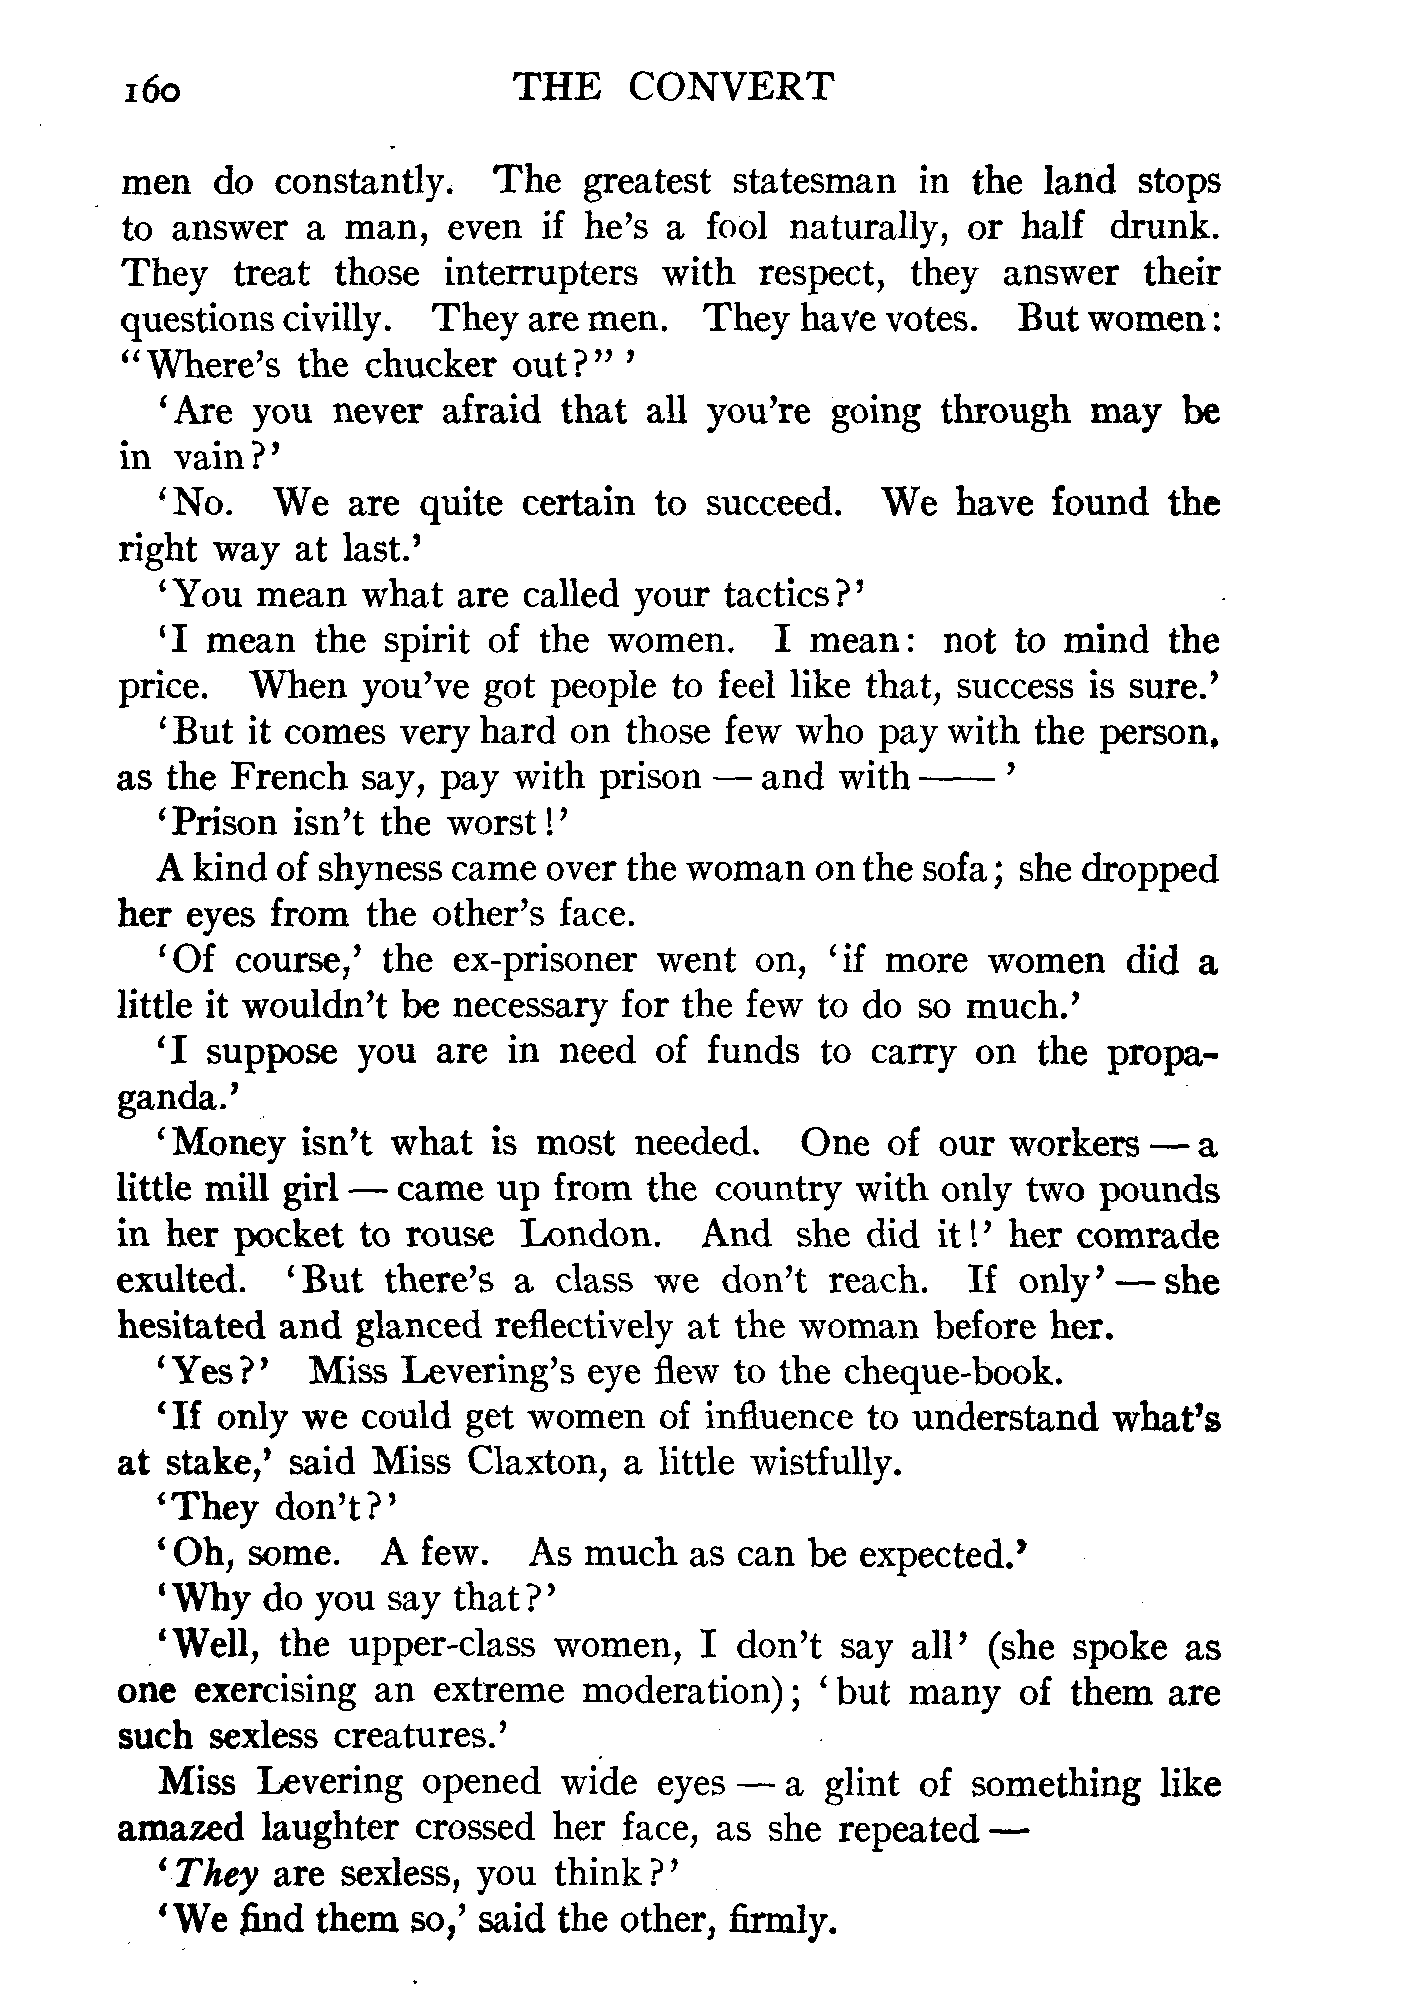 160 THE CONVERT
men do constantly. The greatest statesman in the land stops
to answer a man, even if he's a fool naturally, or half drunk.
They treat those interrupters with respect, they answer their
questions civilly. They are men. They have votes. But women:
"Where's the chucker out?" '
'Are you never afraid that all you're going through may be
in vain?'
'No. We are quite certain to succeed. We have found the
right way at last.'
'You mean what are called your tactics?'
'I mean the spirit of the women. I mean: not to mind the
price. When you've got people to feel like that, success is sure.'
'But it comes very hard on those few who pay with the person,
as the French say, pay with prison — and with —— '
'Prison isn't the worst!'
A kind of shyness came over the woman on the sofa; she dropped
her eyes from the other's face.
'Of course,' the ex-prisoner went on, 'if more women did a
little it wouldn't be necessary for the few to do so much.'
'I suppose you are in need of funds to carry on the propa-
ganda.'
'Money isn't what is most needed. One of our workers — a
little mill girl — came up from the country with only two pounds
in her pocket to rouse London. And she did it!' her comrade
exulted. 'But there's a class we don't reach. If only' — she
hesitated and glanced reflectively at the woman before her.
'Yes?' Miss Levering's eye flew to the cheque-book.
'If only we could get women of influence to understand what's
at stake,' said Miss Claxton, a little wistfully.
'They don't?'
'Oh, some. A few. As much as can be expected.'
'Why do you say that?'
'Well, the upper-class women, I don't say all' (she spoke as
one exercising an extreme moderation); 'but many of them are
such sexless creatures.'
Miss Levering opened wide eyes — a glint of something like
amazed laughter crossed her face, as she repeated —
'They are sexless, you think?'
'We find them so,' said the other, firmly.